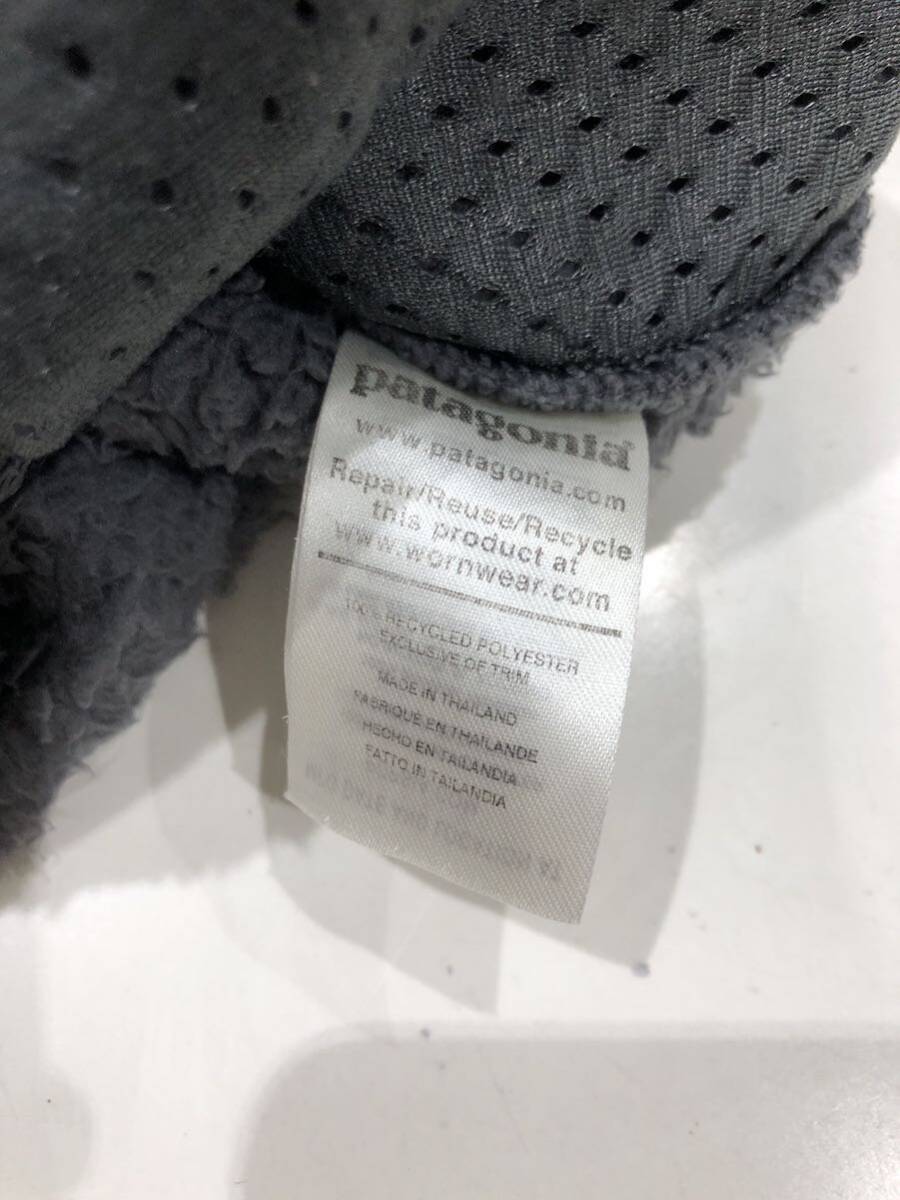 patagonia®
www.patagonia.com
Repair/Reuse/Recycle
this product at
www.wornwear.com
100% RECYCLED POLYESTER
EXCLUSIVE OF TRIM
MADE IN THAILAND
FABRIQUE EN THAILANDE
HECHO EN TAILANDIA
FATTO IN TAILANDIA